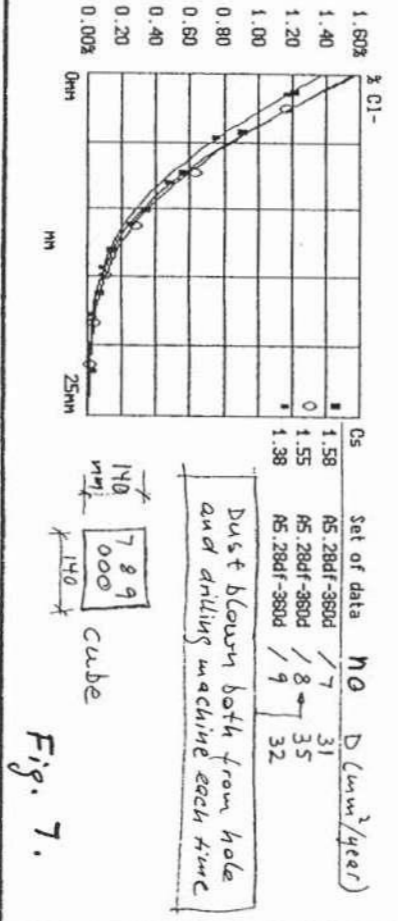 % Cl-
1.60%
1.40
1.20
1.00
0.80
0.60
0.40
0.20
0.00%
0MM
MM
25MM
Cs Set of data no D (mm²/year)
1.58 A5.28df-360d /7 31
1.55 A5.28df-360d /8 35
1.38 A5.28df-360d /9 32
Dust blown both from hole
and drilling machine each time
140
mm
7 8 9
000
cube
140
Fig. 7.